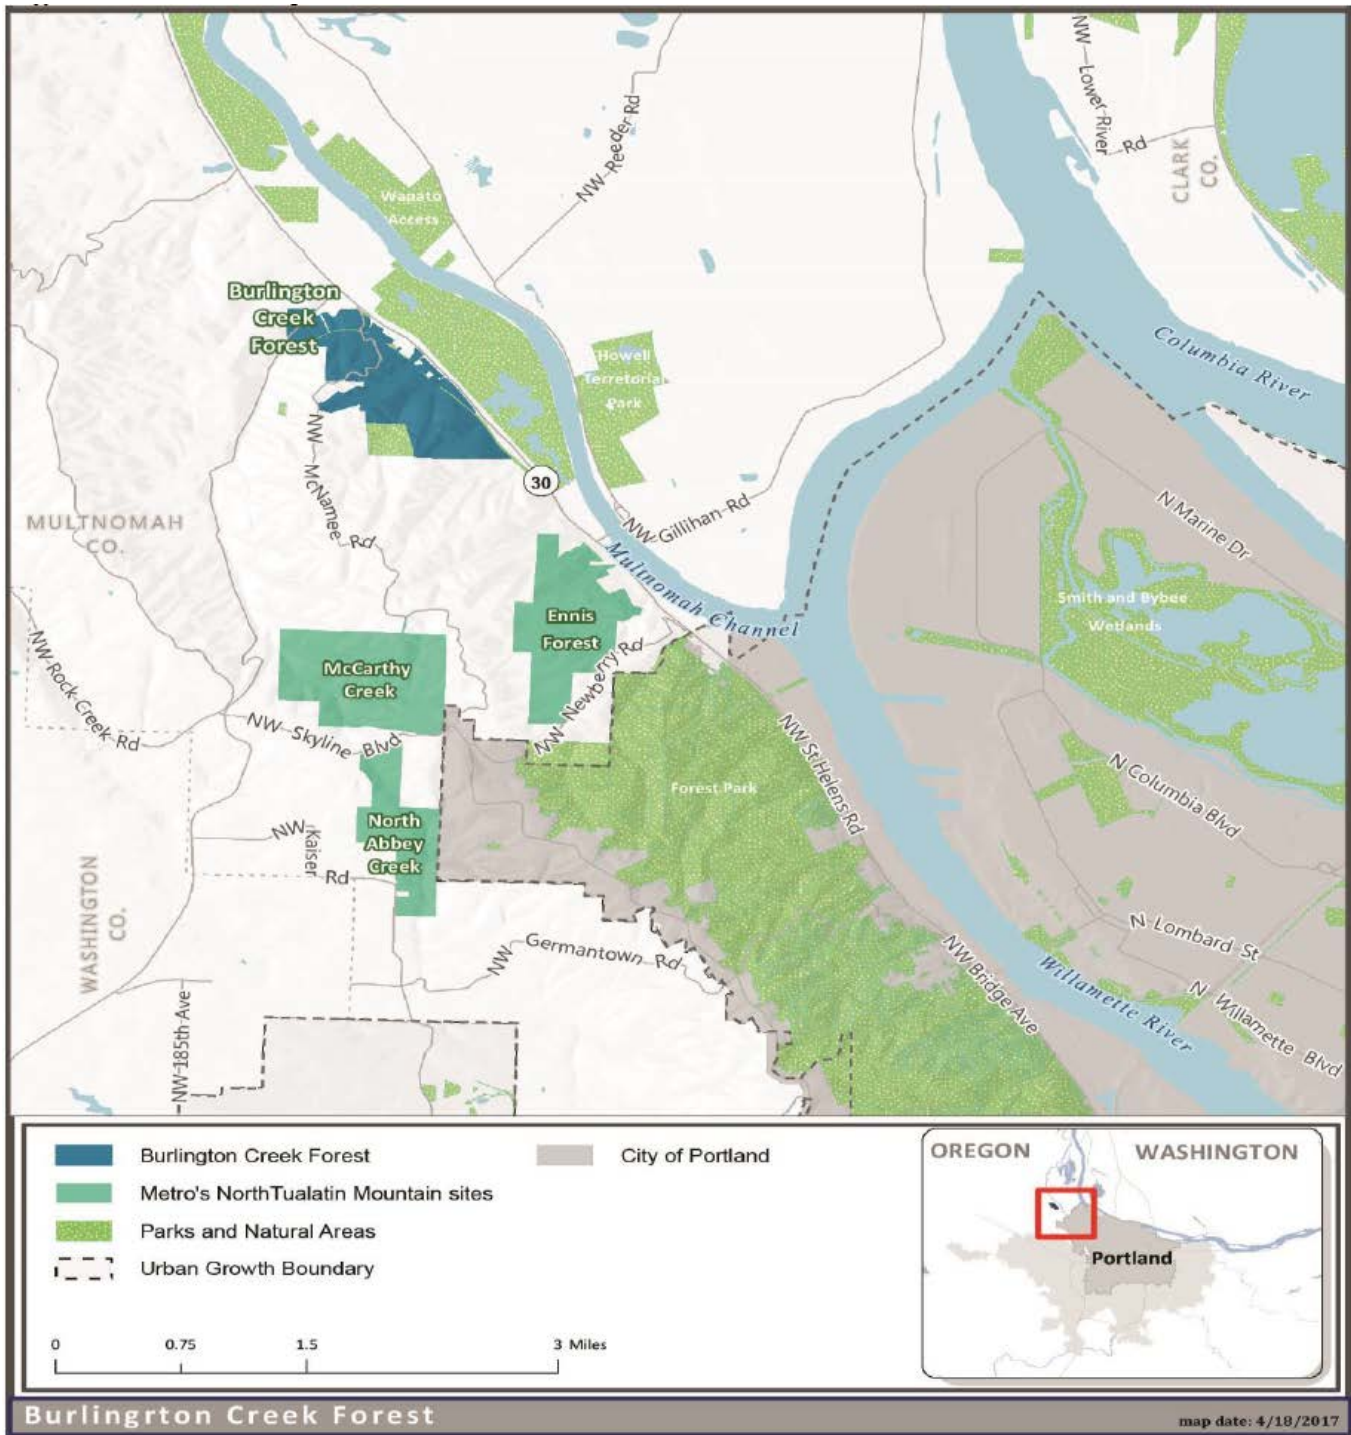 NW Lower River Rd
CLARK
CO.
NW Reeder Rd
Wapato
Access
Burlington
Creek
Forest
Howell
Terretorial
Park
Columbia River
30
NW McNamee Rd
NW Gillihan Rd
MULTNOMAH
CO.
N Marine Dr
Multnomah Channel
Smith and Bybee
Wetlands
Ennis
Forest
NW Newberry Rd
McCarthy
Creek
NW Rock Creek Rd
NW Skyline Blvd
NW St Helens Rd
Forest Park
N Columbia Blvd
North
Abbey
Creek
NW Kaiser Rd
WASHINGTON
CO.
NW Germantown Rd
N Lombard St
NW Bridge Ave
Willamette River
N Willamette Blvd
NW 185th Ave
Burlington Creek Forest
Metro's NorthTualatin Mountain sites
Parks and Natural Areas
Urban Growth Boundary
City of Portland
0 0.75 1.5 3 Miles
OREGON WASHINGTON
Portland
Burlingrton Creek Forest
map date: 4/18/2017